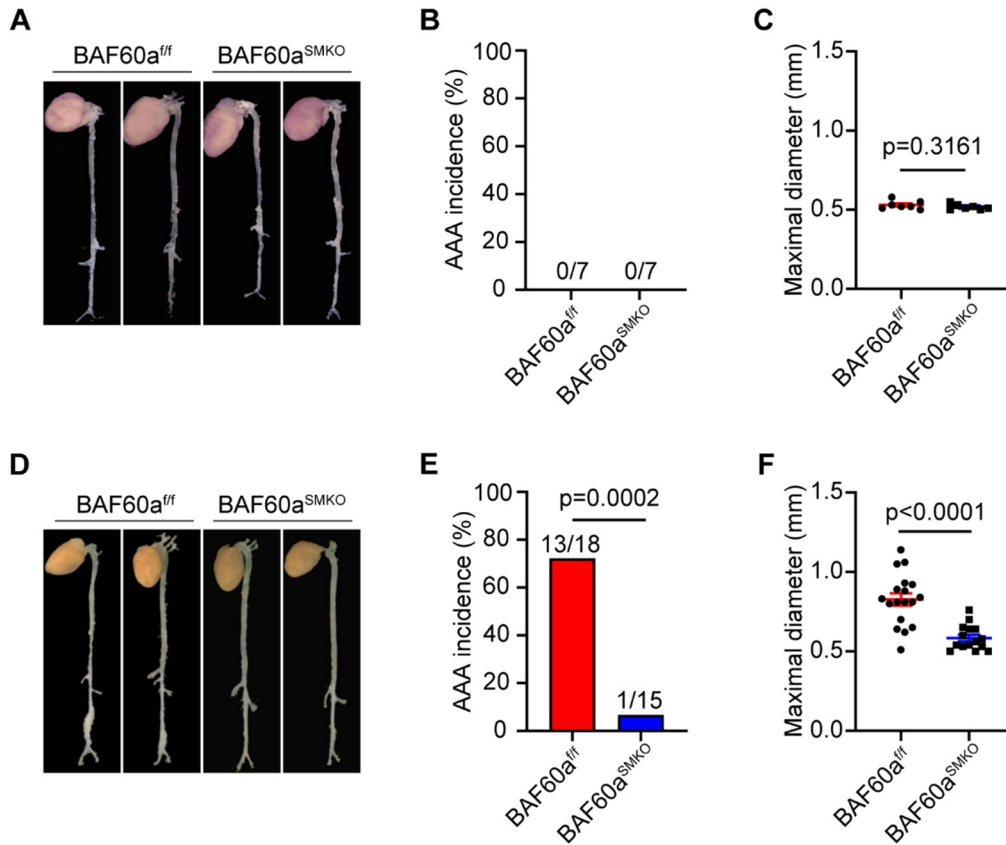 A
BAF60a^f/f
BAF60a^SMKO
B
AAA incidence (%)
100
80
60
40
20
0
0/7
0/7
BAF60a^f/f
BAF60a^SMKO
C
Maximal diameter (mm)
1.5
1.0
0.5
0.0
p=0.3161
BAF60a^f/f
BAF60a^SMKO
D
BAF60a^f/f
BAF60a^SMKO
E
AAA incidence (%)
100
80
60
40
20
0
p=0.0002
13/18
1/15
BAF60a^f/f
BAF60a^SMKO
F
Maximal diameter (mm)
1.5
1.0
0.5
0.0
p<0.0001
BAF60a^f/f
BAF60a^SMKO